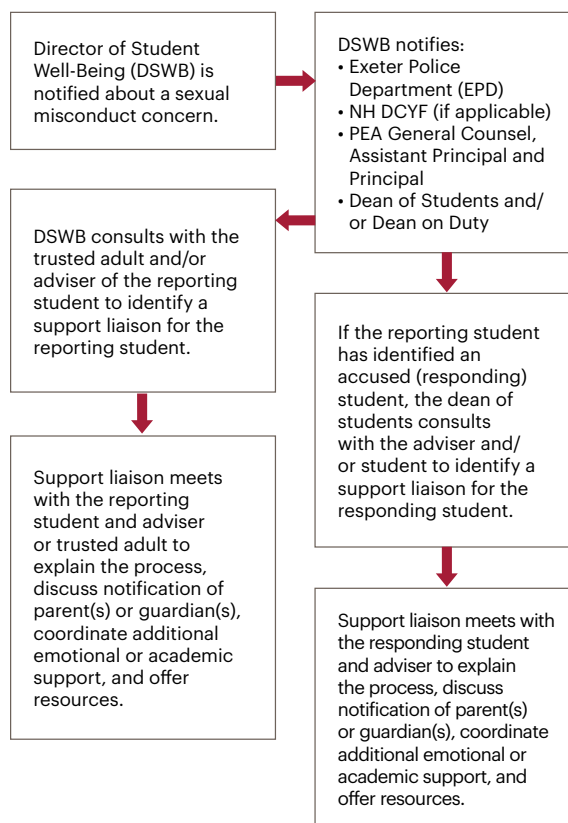 Director of Student
Well-Being (DSWB) is
notified about a sexual
misconduct concern.
DSWB notifies:
• Exeter Police
Department (EPD)
• NH DCYF (if applicable)
• PEA General Counsel,
Assistant Principal and
Principal
• Dean of Students and/
or Dean on Duty
DSWB consults with the
trusted adult and/or
adviser of the reporting
student to identify a
support liaison for the
reporting student.
If the reporting student
has identified an
accused (responding)
student, the dean of
students consults
with the adviser and/
or student to identify a
support liaison for the
responding student.
Support liaison meets
with the reporting
student and adviser
or trusted adult to
explain the process,
discuss notification of
parent(s) or guardian(s),
coordinate additional
emotional or academic
support, and offer
resources.
Support liaison meets with
the responding student
and adviser to explain
the process, discuss
notification of parent(s)
or guardian(s), coordinate
additional emotional or
academic support, and
offer resources.